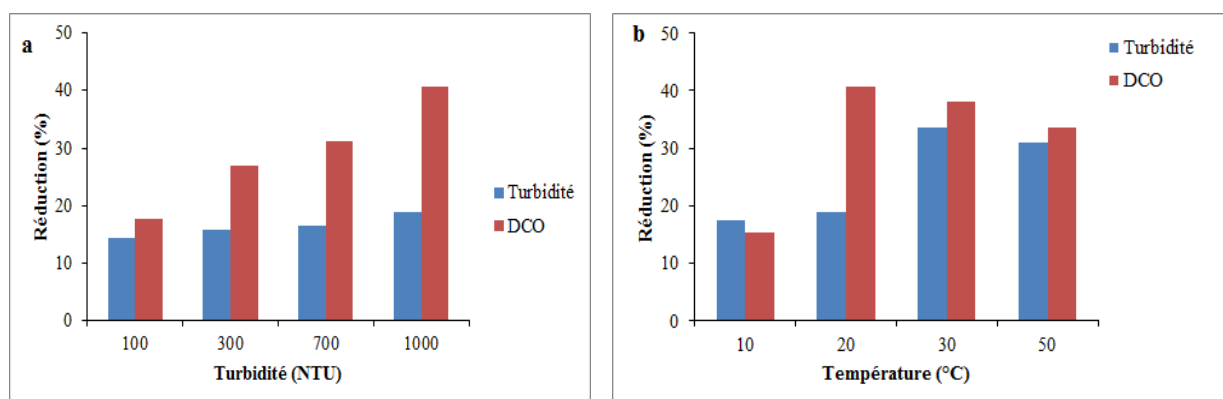 a
50
40
30
20
10
0
Réduction (%)
100 300 700 1000
Turbidité (NTU)
Turbidité
DCO
b
50
40
30
20
10
0
Réduction (%)
10 20 30 50
Température (°C)
Turbidité
DCO